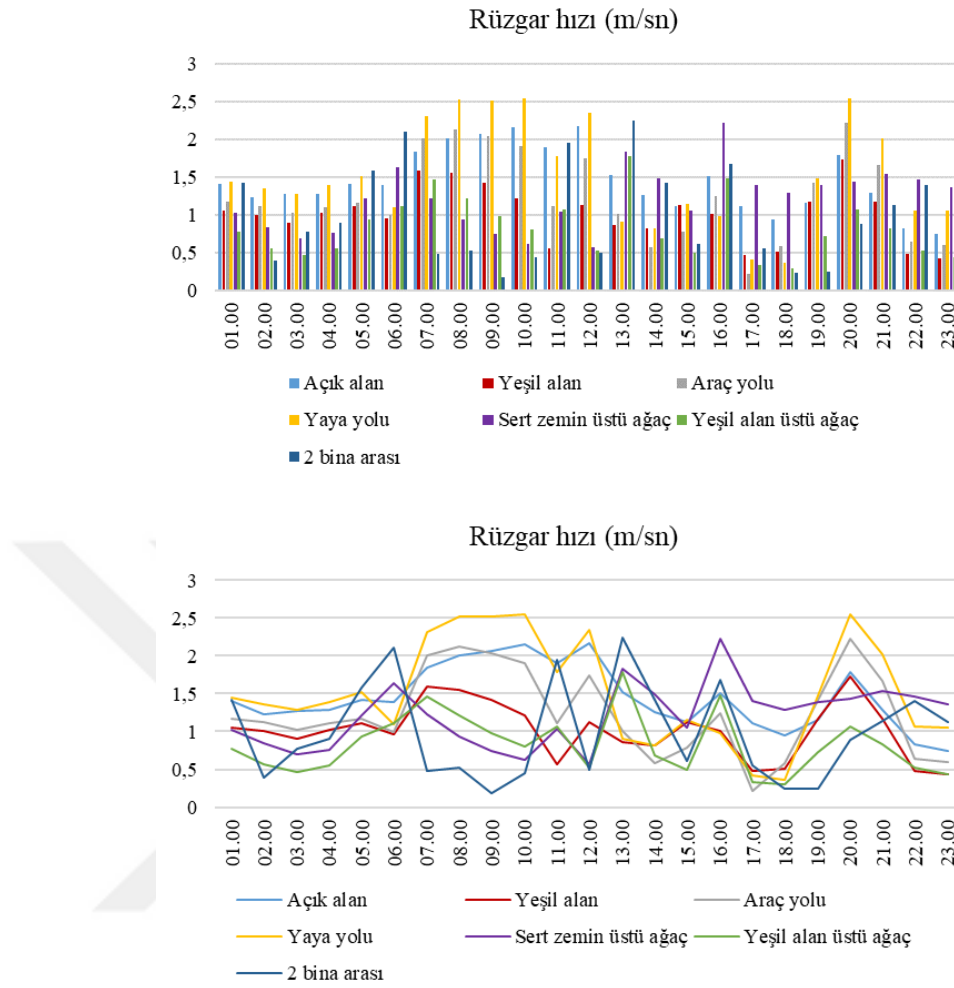 Rüzgar hızı (m/sn)
3
2,5
2
1,5
1
0,5
0
01.00 02.00 03.00 04.00 05.00 06.00 07.00 08.00 09.00 10.00 11.00 12.00 13.00 14.00 15.00 16.00 17.00 18.00 19.00 20.00 21.00 22.00 23.00
Açık alan Yeşil alan Araç yolu
Yaya yolu Sert zemin üstü ağaç Yeşil alan üstü ağaç
2 bina arası
Rüzgar hızı (m/sn)
3
2,5
2
1,5
1
0,5
0
01.00 02.00 03.00 04.00 05.00 06.00 07.00 08.00 09.00 10.00 11.00 12.00 13.00 14.00 15.00 16.00 17.00 18.00 19.00 20.00 21.00 22.00 23.00
Açık alan Yeşil alan Araç yolu
Yaya yolu Sert zemin üstü ağaç Yeşil alan üstü ağaç
2 bina arası